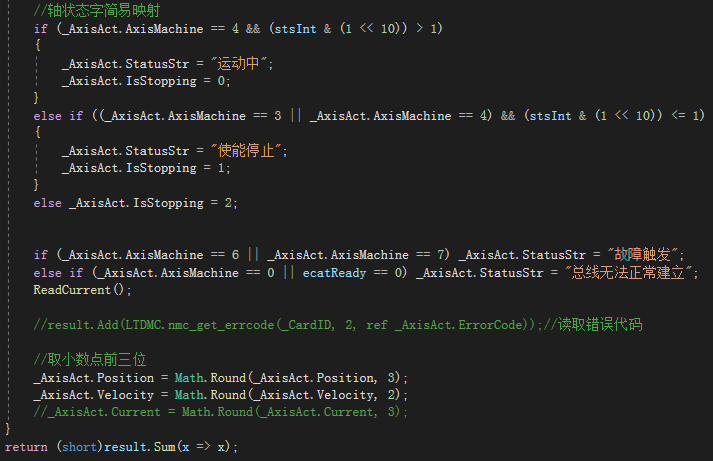 //轴状态字简易映射
if (_AxisAct.AxisMachine == 4 && (stsInt & (1 << 10)) > 1)
{
_AxisAct.StatusStr = "运动中";
_AxisAct.IsStopping = 0;
}
else if ((_AxisAct.AxisMachine == 3 || _AxisAct.AxisMachine == 4) && (stsInt & (1 << 10)) <= 1)
{
_AxisAct.StatusStr = "使能停止";
_AxisAct.IsStopping = 1;
}
else _AxisAct.IsStopping = 2;
if (_AxisAct.AxisMachine == 6 || _AxisAct.AxisMachine == 7) _AxisAct.StatusStr = "故障触发";
else if (_AxisAct.AxisMachine == 0 || ecatReady == 0) _AxisAct.StatusStr = "总线无法正常建立";
ReadCurrent();
//result.Add(LTDMC.nmc_get_errcode(_CardID, 2, ref _AxisAct.ErrorCode));//读取错误代码
//取小数点前三位
_AxisAct.Position = Math.Round(_AxisAct.Position, 3);
_AxisAct.Velocity = Math.Round(_AxisAct.Velocity, 2);
//_AxisAct.Current = Math.Round(_AxisAct.Current, 3);
}
return (short)result.Sum(x => x);